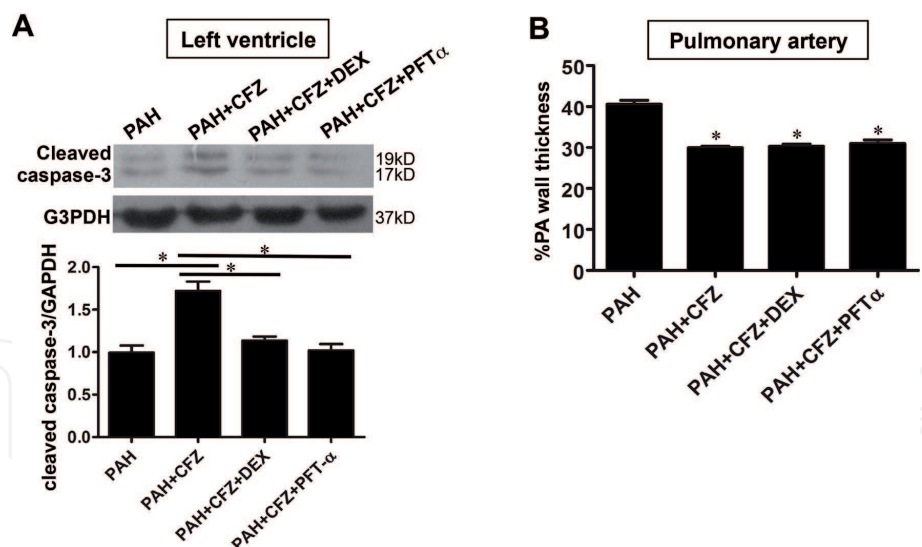 A
Left ventricle
PAH
PAH+CFZ
PAH+CFZ+DEX
PAH+CFZ+PFTα
Cleaved
caspase-3
19kD
17kD
G3PDH
37kD
cleaved caspase-3/GAPDH
2.0
1.5
1.0
0.5
0.0
*
*
*
PAH
PAH+CFZ
PAH+CFZ+DEX
PAH+CFZ+PFT-α
B
Pulmonary artery
%PA wall thickness
50
40
30
20
10
0
*
*
*
PAH
PAH+CFZ
PAH+CFZ+DEX
PAH+CFZ+PFTα